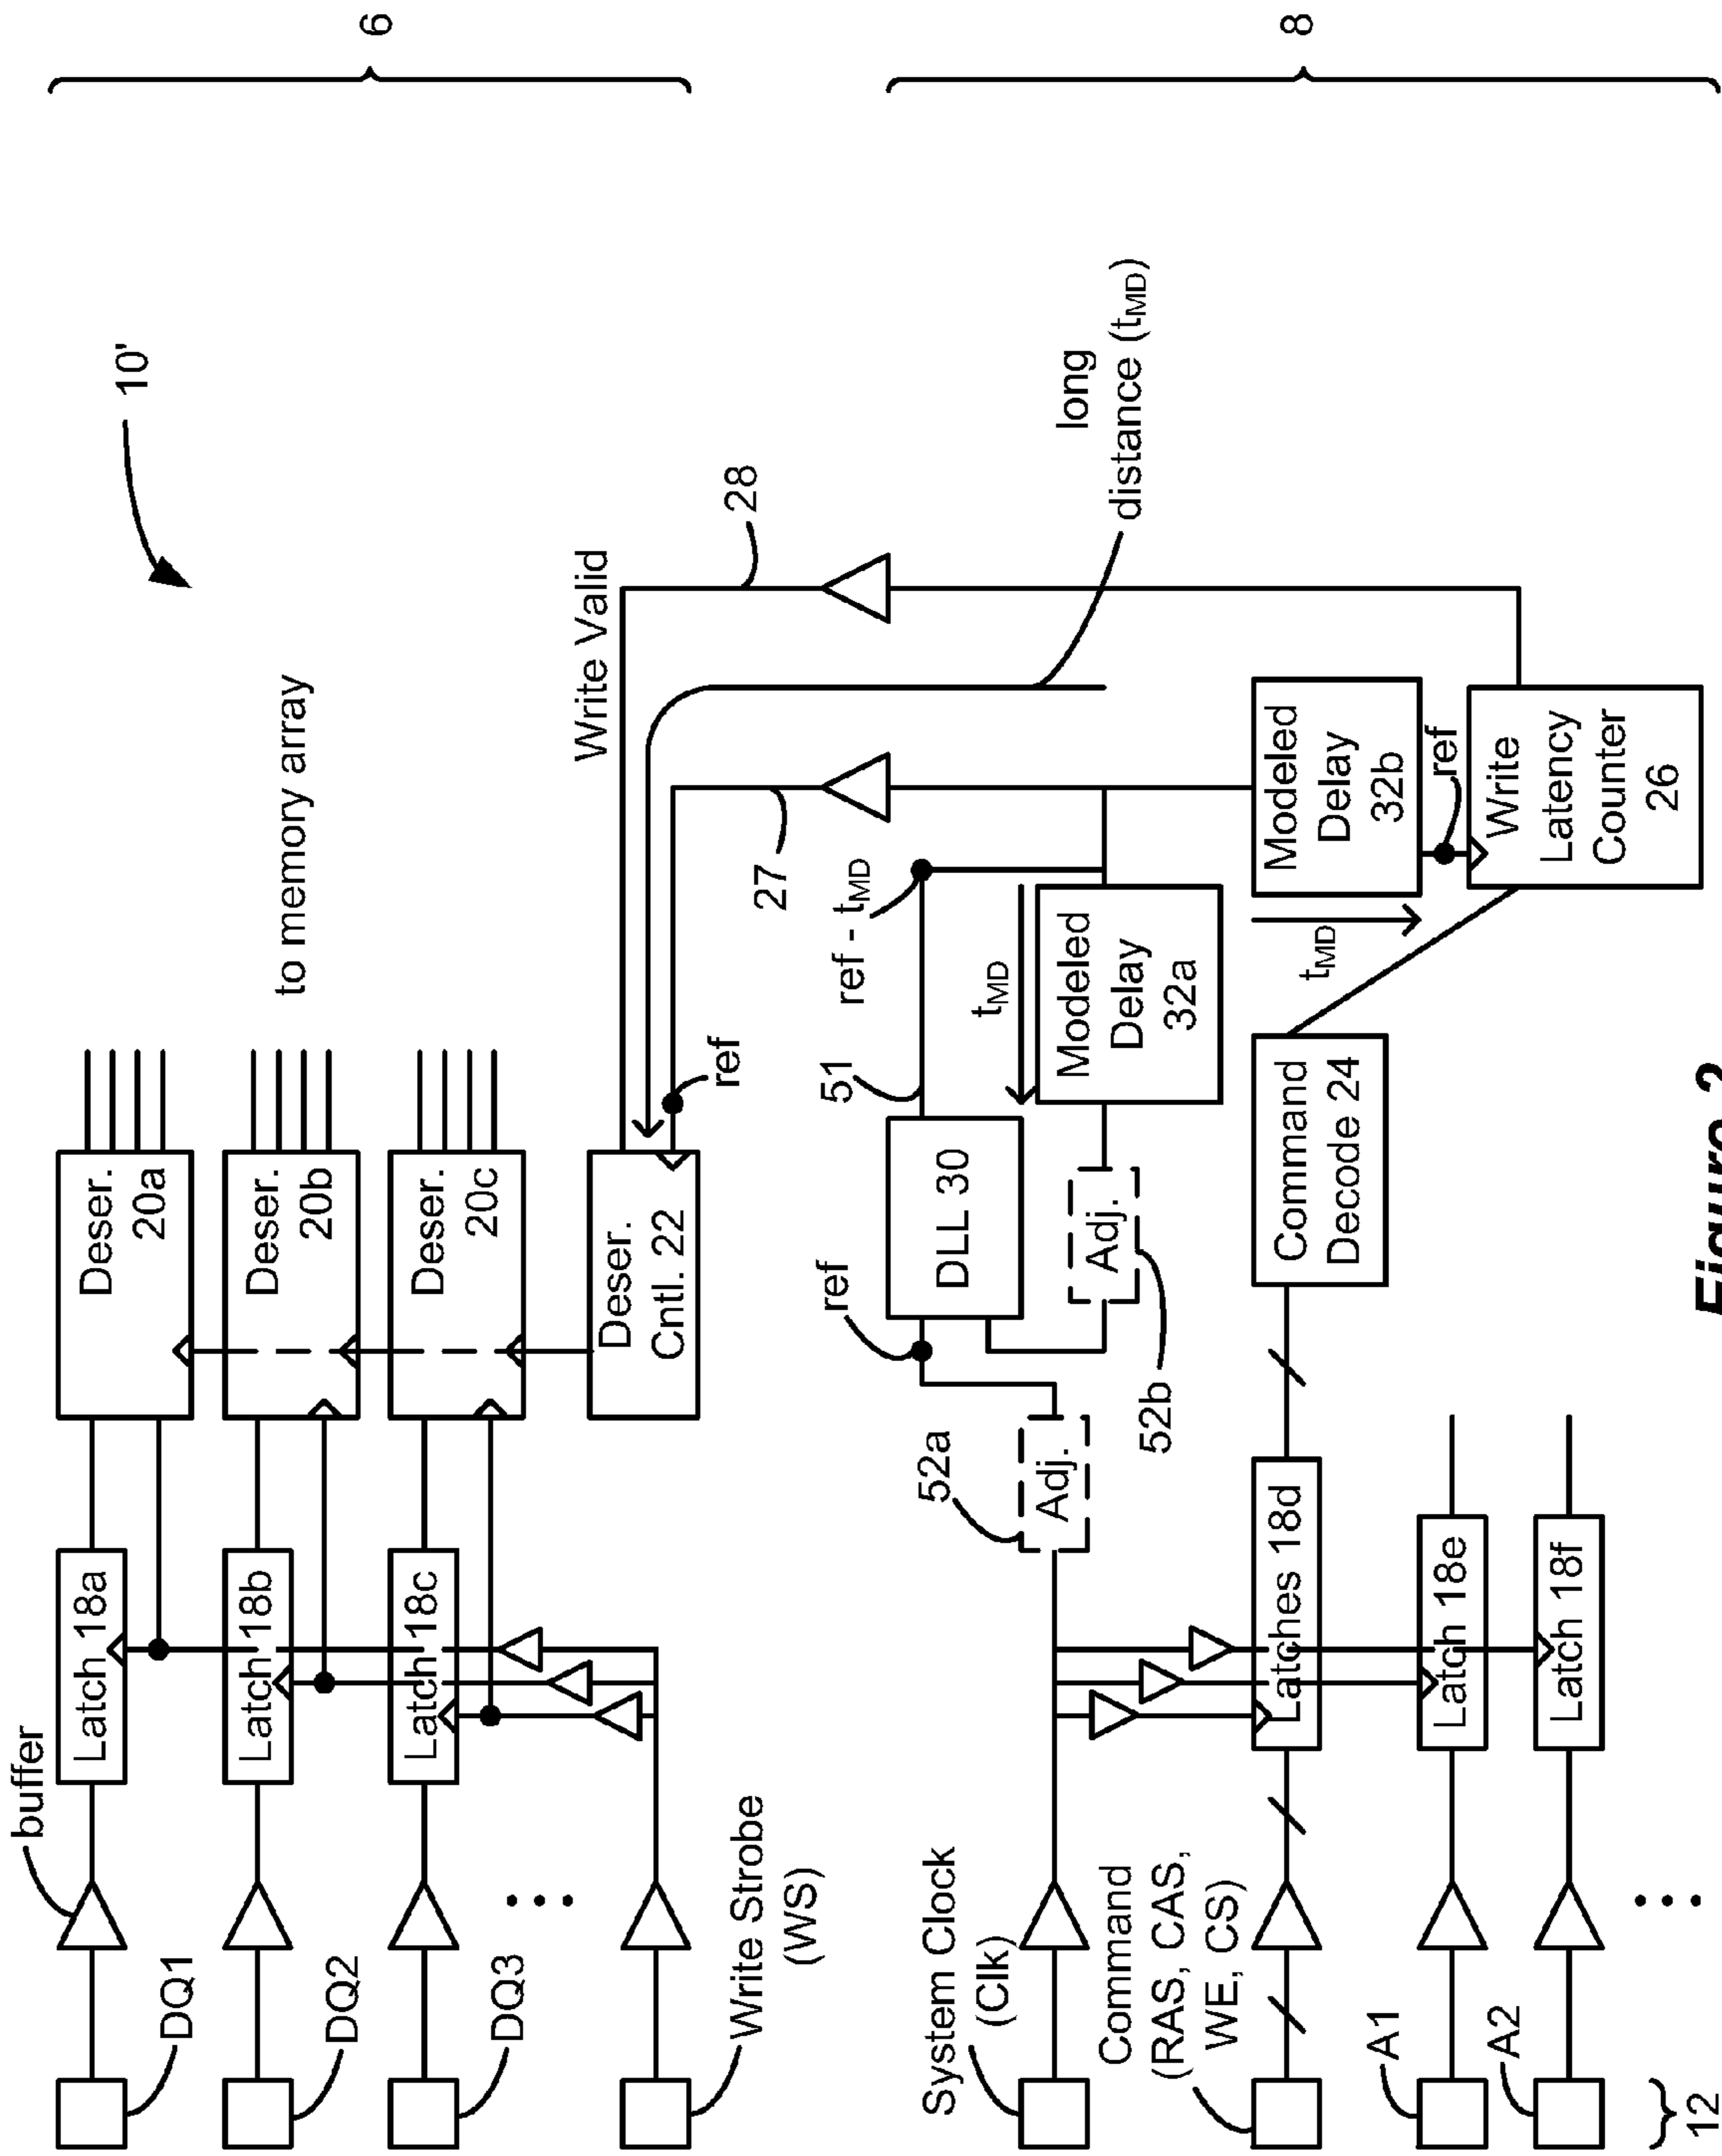 10'
6
8
buffer
DQ1
DQ2
DQ3
Write Strobe
(WS)
Latch 18a
Latch 18b
Latch 18c
Deser.
20a
Deser.
20b
Deser.
20c
to memory array
Deser.
Cntl. 22
ref
Write Valid
28
27
long
distance (tMD)
System Clock
(Clk)
52a
Adj.
ref
DLL 30
51
ref - tMD
tMD
Adj.
52b
Modeled
Delay
32a
Modeled
Delay
32b
tMD
ref
Command
(RAS, CAS,
WE, CS)
Latches 18d
Command
Decode 24
Write
Latency
Counter
26
A1
Latch 18e
A2
Latch 18f
12
Figure 2